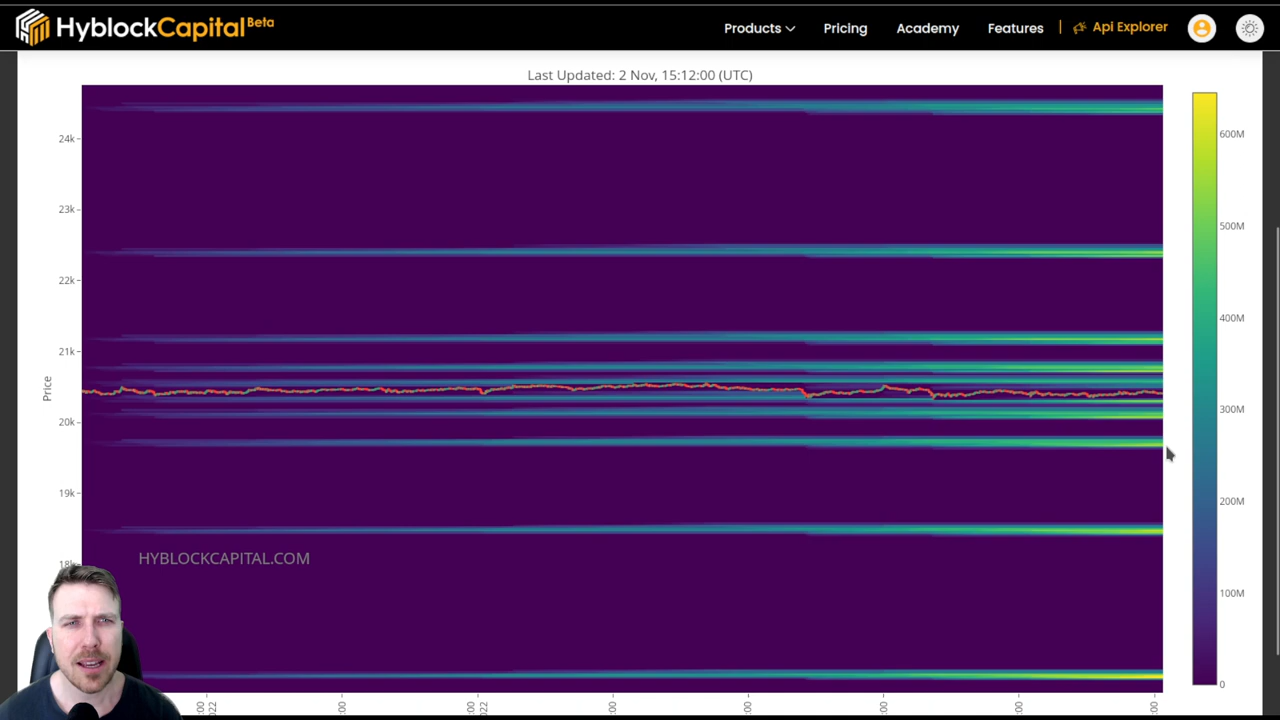 HyblockCapital Beta
Products
Pricing
Academy
Features
Api Explorer
Last Updated: 2 Nov, 15:12:00 (UTC)
24k
23k
22k
21k
20k
19k
18k
Price
600M
500M
400M
300M
200M
100M
0
HYBLOCKCAPITAL.COM